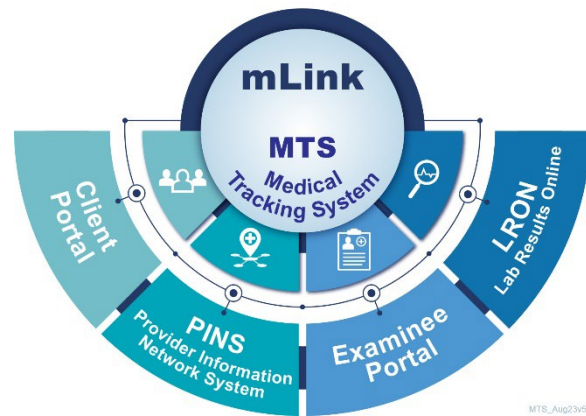 mLink
MTS
Medical
Tracking System
Client
Portal
PINS
Provider Information
Network System
Examinee
Portal
LRON
Lab Results Online
MTS_Aug23v5